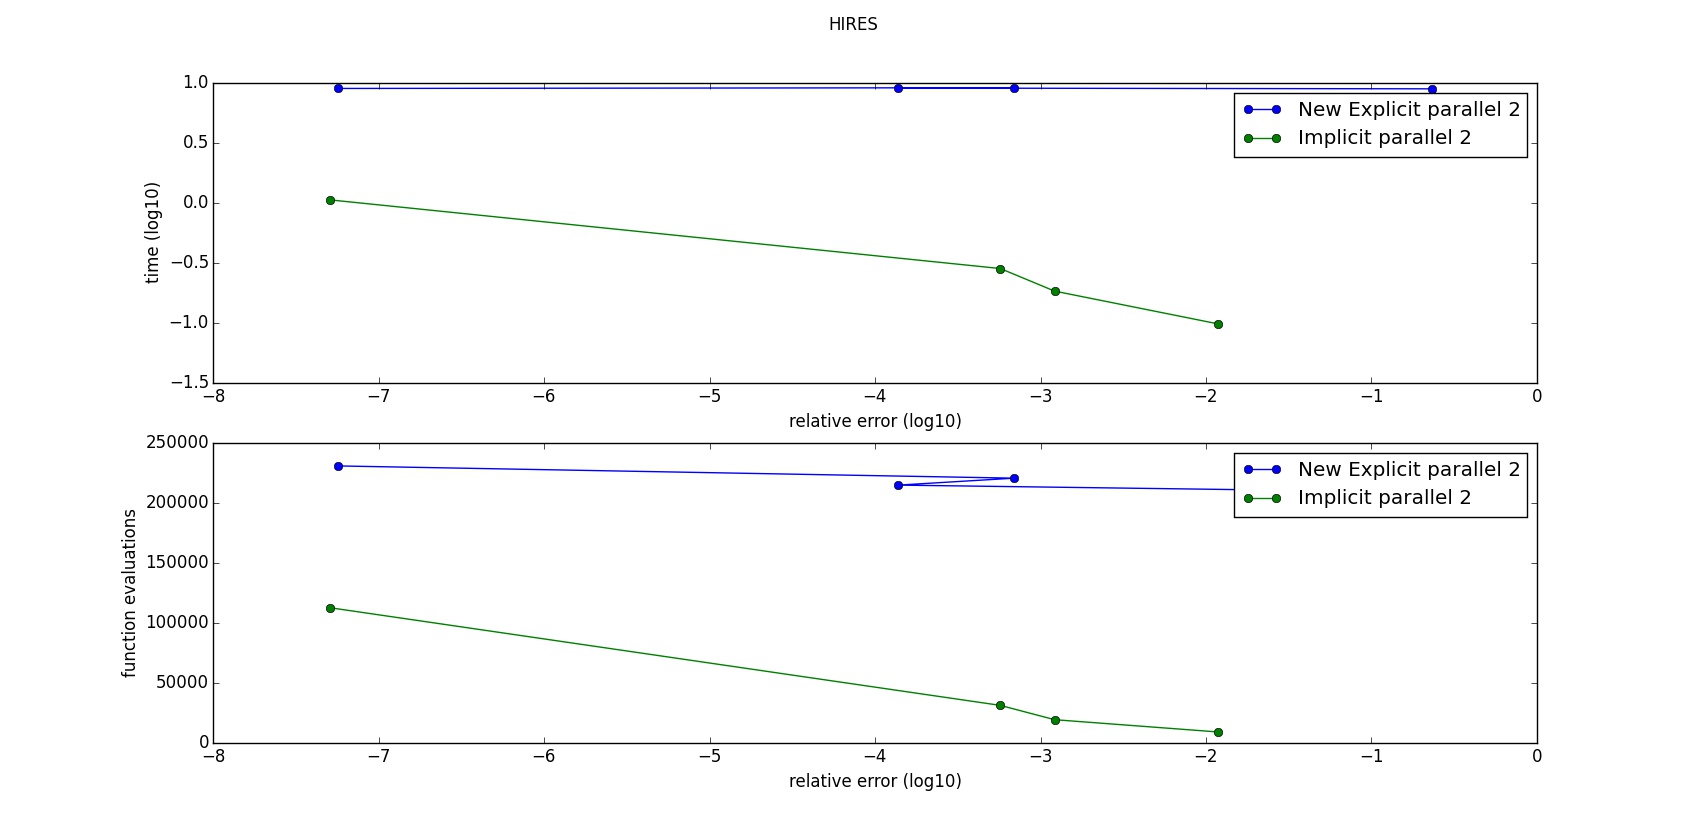 HIRES
1.0
0.5
0.0
−0.5
−1.0
−1.5
time (log10)
New Explicit parallel 2
Implicit parallel 2
−8 −7 −6 −5 −4 −3 −2 −1 0
relative error (log10)
250000
200000
150000
100000
50000
0
function evaluations
New Explicit parallel 2
Implicit parallel 2
−8 −7 −6 −5 −4 −3 −2 −1 0
relative error (log10)